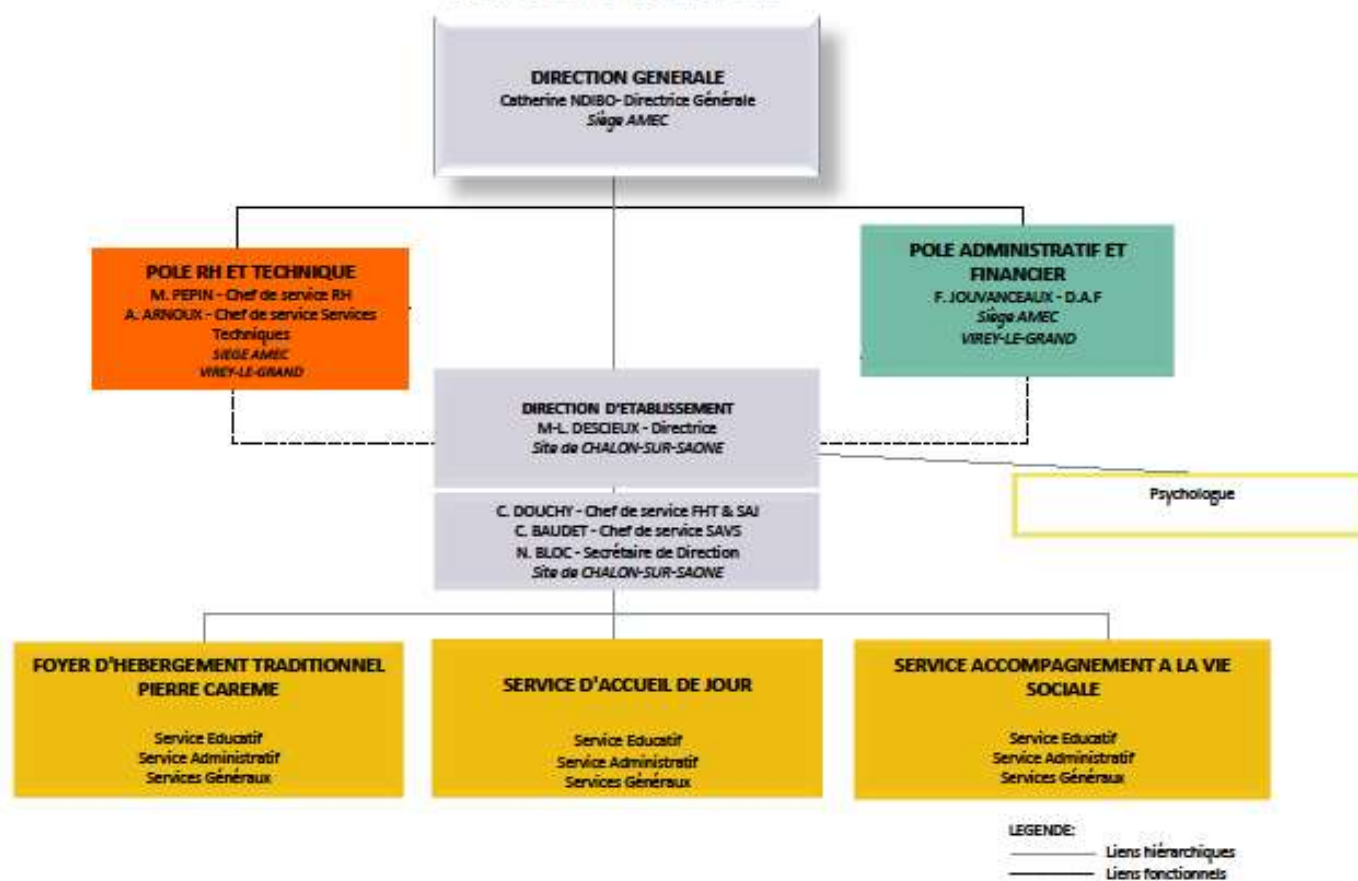 DIRECTION GENERALE
Catherine NDIBO- Directrice Générale
Siège AMEC
POLE RH ET TECHNIQUE
M. PEPIN - Chef de service RH
A. ARNOUX - Chef de service Services
Techniques
SIEGE AMEC
VIREY-LE-GRAND
POLE ADMINISTRATIF ET
FINANCIER
F. JOUVANCEAUX - D.A.F
Siège AMEC
VIREY-LE-GRAND
DIRECTION D'ETABLISSEMENT
M-L. DESCIEUX - Directrice
Site de CHALON-SUR-SAONE
Psychologue
C. DOUCHY - Chef de service FHT & SAJ
C. BAUDET - Chef de service SAVS
N. BLOC - Secrétaire de Direction
Site de CHALON-SUR-SAONE
FOYER D'HEBERGEMENT TRADITIONNEL
PIERRE CAREME
Service Educatif
Service Administratif
Services Généraux
SERVICE D'ACCUEIL DE JOUR
Service Educatif
Service Administratif
Services Généraux
SERVICE ACCOMPAGNEMENT A LA VIE
SOCIALE
Service Educatif
Service Administratif
Services Généraux
LEGENDE:
Liens hiérarchiques
Liens fonctionnels